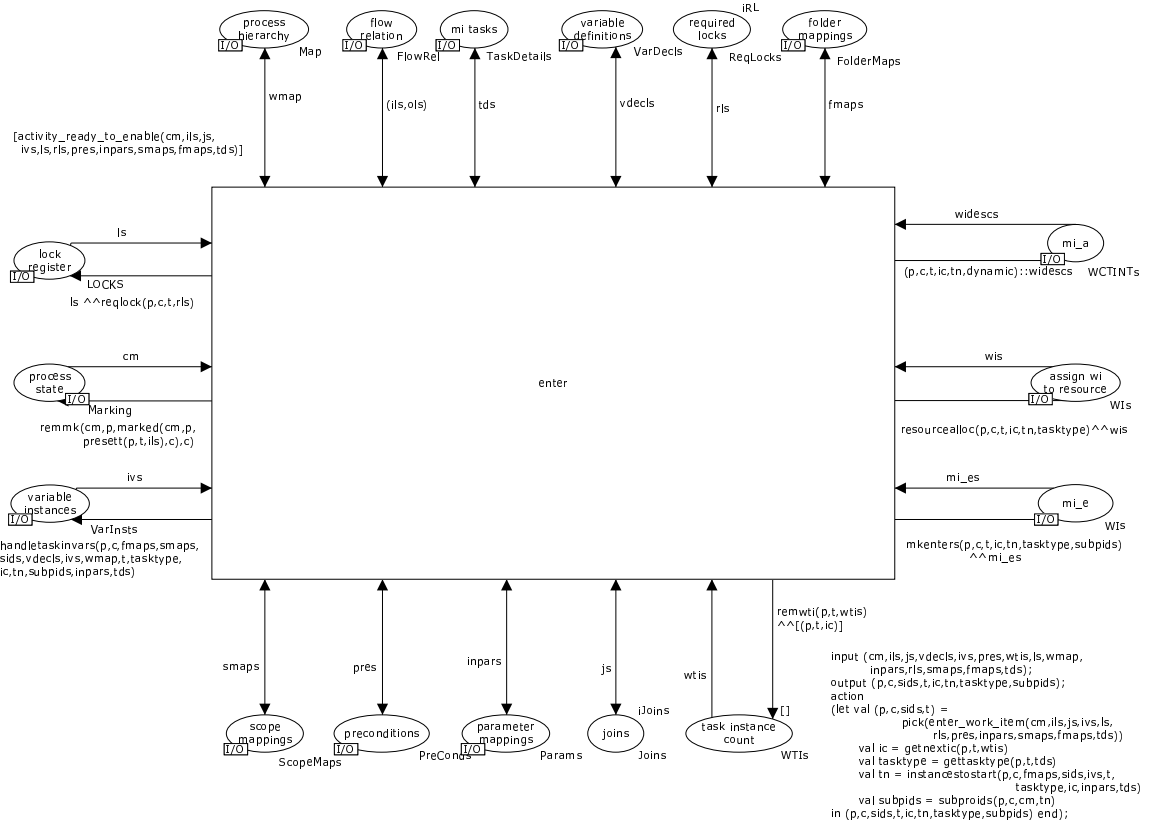 iRL
process
hierarchy
I/O
Map
flow
relation
I/O
FlowRel
mi tasks
I/O
TaskDetails
variable
definitions
I/O
VarDecls
required
locks
ReqLocks
folder
mappings
I/O
FolderMaps
wmap
(ils,ols)
tds
vdecls
rls
fmaps
[activity_ready_to_enable(cm,ils,js,
ivs,ls,rls,pres,inpars,smaps,fmaps,tds)]
ls
lock
register
I/O
LOCKS
ls ^^reqlock(p,c,t,rls)
cm
process
state
I/O
Marking
remmk(cm,p,marked(cm,p,
presett(p,t,ils),c),c)
ivs
variable
instances
I/O
VarInsts
handletaskinvars(p,c,fmaps,smaps,
sids,vdecls,ivs,wmap,t,tasktype,
ic,tn,subpids,inpars,tds)
enter
widescs
mi_a
I/O
(p,c,t,ic,tn,dynamic)::widescs
WCTINTs
wis
assign wi
to resource
I/O
WIs
resourcealloc(p,c,t,ic,tn,tasktype)^^wis
mi_es
mi_e
I/O
WIs
mkenters(p,c,t,ic,tn,tasktype,subpids)
^^mi_es
smaps
pres
inpars
js
wtis
remwti(p,t,wtis)
^^[(p,t,ic)]
scope
mappings
I/O
ScopeMaps
preconditions
I/O
PreConds
parameter
mappings
I/O
Params
iJoins
joins
Joins
[]
task instance
count
WTIs
input (cm,ils,js,vdecls,ivs,pres,wtis,ls,wmap,
inpars,rls,smaps,fmaps,tds);
output (p,c,sids,t,ic,tn,tasktype,subpids);
action
(let val (p,c,sids,t) =
pick(enter_work_item(cm,ils,js,ivs,ls,
rls,pres,inpars,smaps,fmaps,tds))
val ic = getnextic(p,t,wtis)
val tasktype = gettasktype(p,t,tds)
val tn = instancestostart(p,c,fmaps,sids,ivs,t,
tasktype,ic,inpars,tds)
val subpids = subproids(p,c,cm,tn)
in (p,c,sids,t,ic,tn,tasktype,subpids) end);